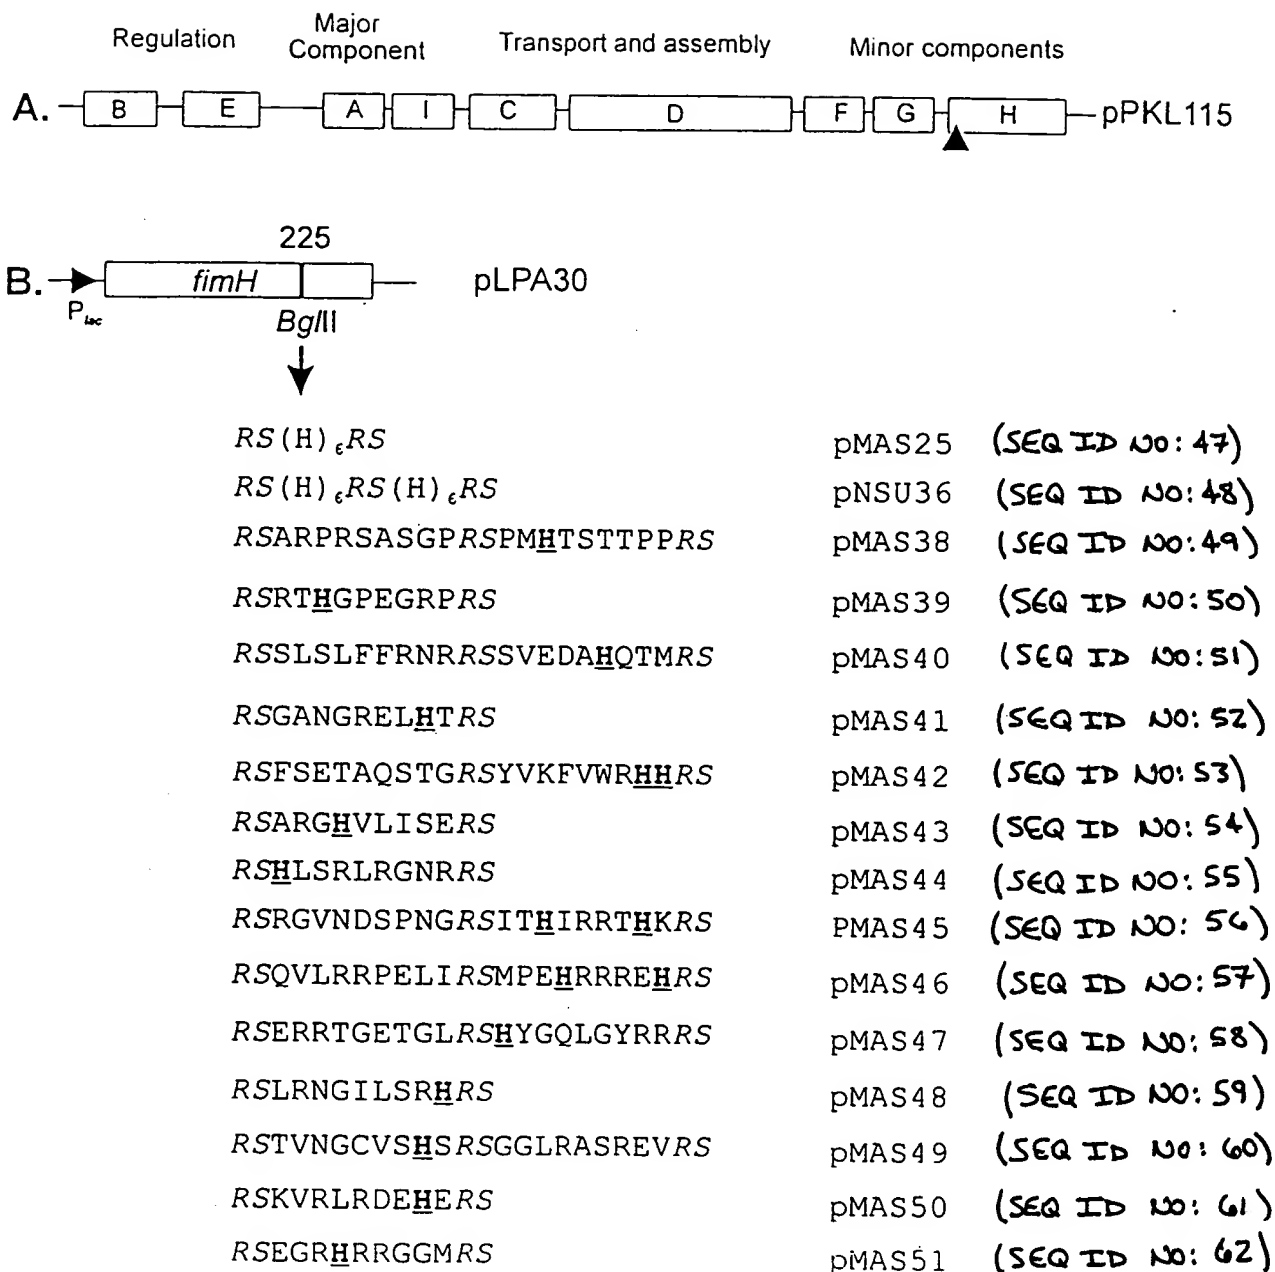 Regulation Major Component Transport and assembly Minor components
A. B E A I C D F G H pPKL115
225
B. fimH pLPA30
Plac BglII
RS(H)6RS pMAS25 (SEQ ID NO: 47)
RS(H)6RS(H)6RS pNSU36 (SEQ ID NO: 48)
RSARPRSASGPRSPMHTSTTPPRS pMAS38 (SEQ ID NO: 49)
RSRTHGPEGRPRS pMAS39 (SEQ ID NO: 50)
RSSLSLFFRNRRSSVEDAHQTMRS pMAS40 (SEQ ID NO: 51)
RSGANGRELHTRS pMAS41 (SEQ ID NO: 52)
RSFSETAQSTGRSYVKFVWRHHRS pMAS42 (SEQ ID NO: 53)
RSARGHVLISERS pMAS43 (SEQ ID NO: 54)
RSHLSRLRGNRRS pMAS44 (SEQ ID NO: 55)
RSRGVNDSPNGRSITHIRRTHKRS PMAS45 (SEQ ID NO: 56)
RSQVLRRPELIRSMPEHRRREHRS pMAS46 (SEQ ID NO: 57)
RSERRTGETGLRSHYGQLGYRRRS pMAS47 (SEQ ID NO: 58)
RSLRNGILSRHRS pMAS48 (SEQ ID NO: 59)
RSTVNGCVSHSRSGGLRASREVRS pMAS49 (SEQ ID NO: 60)
RSKVRLRDEHERS pMAS50 (SEQ ID NO: 61)
RSEGRHRRGGMRS pMAS51 (SEQ ID NO: 62)